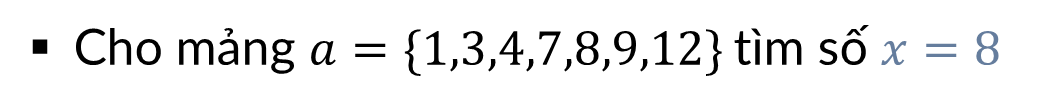 ▪ Cho mảng a = {1,3,4,7,8,9,12} tìm số x = 8